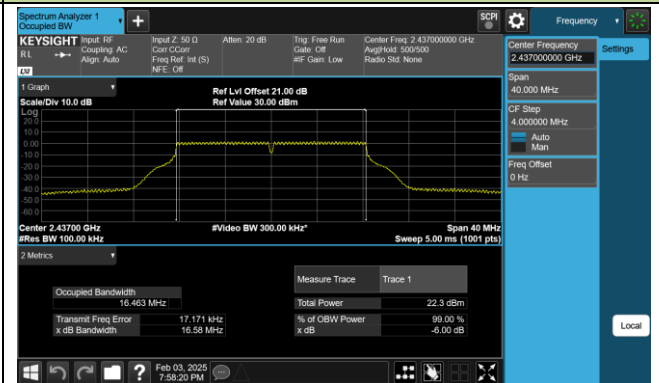 Spectrum Analyzer 1
Occupied BW
SCPI
Frequency
KEYSIGHT
R L
LXI
Input: RF
Coupling: AC
Align: Auto
Input Z: 50 Ω
Corr CCorr
Freq Ref: Int (S)
NFE: Off
Atten: 20 dB
Trig: Free Run
Gate: Off
#IF Gain: Low
Center Freq: 2.437000000 GHz
Avg|Hold: 500/500
Radio Std: None
Center Frequency
2.437000000 GHz
Settings
Span
40.000 MHz
CF Step
4.000000 MHz
Auto
Man
Freq Offset
0 Hz
Local
1 Graph
Scale/Div 10.0 dB
Ref Lvl Offset 21.00 dB
Ref Value 30.00 dBm
Log
20.0
10.0
0.00
-10.0
-20.0
-30.0
-40.0
-50.0
-60.0
Center 2.43700 GHz
#Res BW 100.00 kHz
#Video BW 300.00 kHz*
Span 40 MHz
Sweep 5.00 ms (1001 pts)
2 Metrics
Measure Trace Trace 1
Occupied Bandwidth
16.463 MHz
Total Power 22.3 dBm
Transmit Freq Error 17.171 kHz
% of OBW Power 99.00 %
x dB Bandwidth 16.58 MHz
x dB -6.00 dB
?
Feb 03, 2025
7:58:20 PM